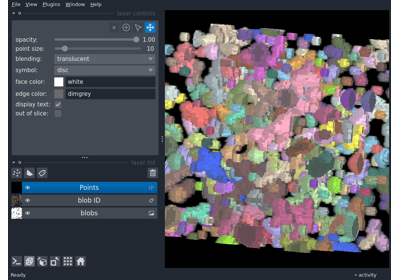 File View Plugins Window Help
layer controls
opacity: 1.00
point size: 10
blending: translucent
symbol: disc
face color: white
edge color: dimgrey
display text:
out of slice:
layer list
Points
blob ID
blobs
Ready
activity